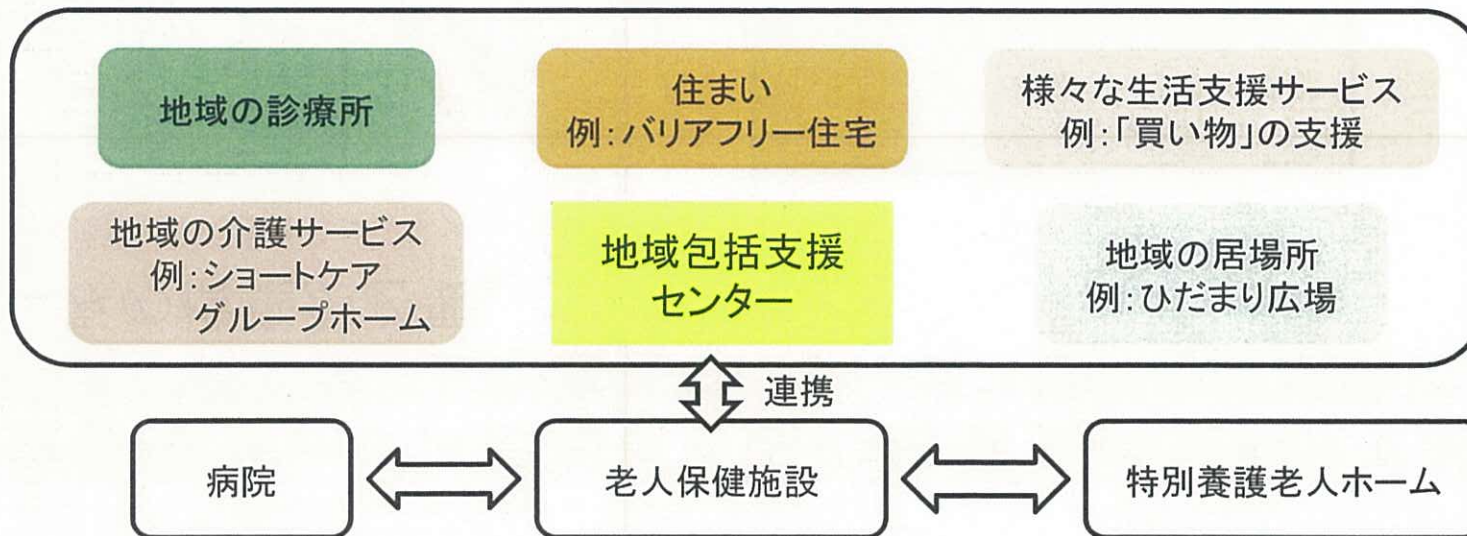 地域の診療所
住まい
例：バリアフリー住宅
様々な生活支援サービス
例：「買い物」の支援
地域の介護サービス
例：ショートケア
グループホーム
地域包括支援
センター
地域の居場所
例：ひだまり広場
連携
病院
老人保健施設
特別養護老人ホーム